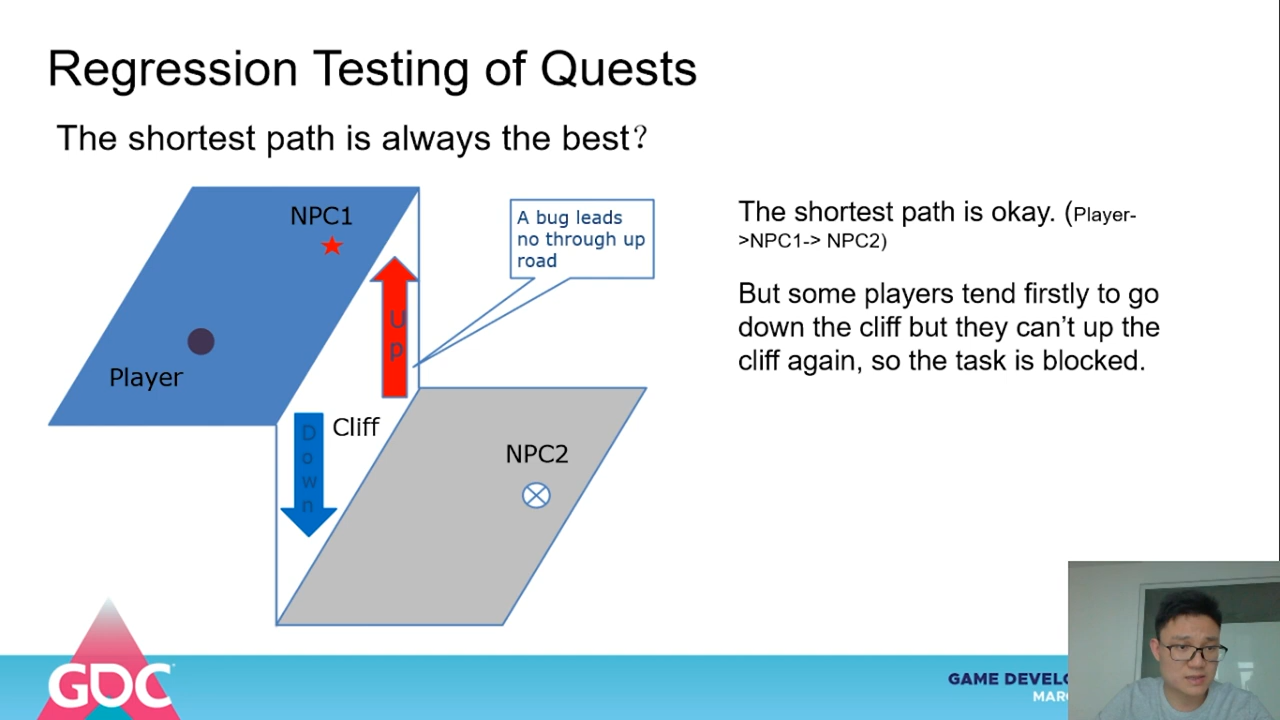 Regression Testing of Quests
The shortest path is always the best?
NPC1
A bug leads
no through up
road
Up
Player
Down
Cliff
NPC2
The shortest path is okay. (Player-
>NPC1-> NPC2)
But some players tend firstly to go
down the cliff but they can’t up the
cliff again, so the task is blocked.
GDC
GAME DEVELO
MARC